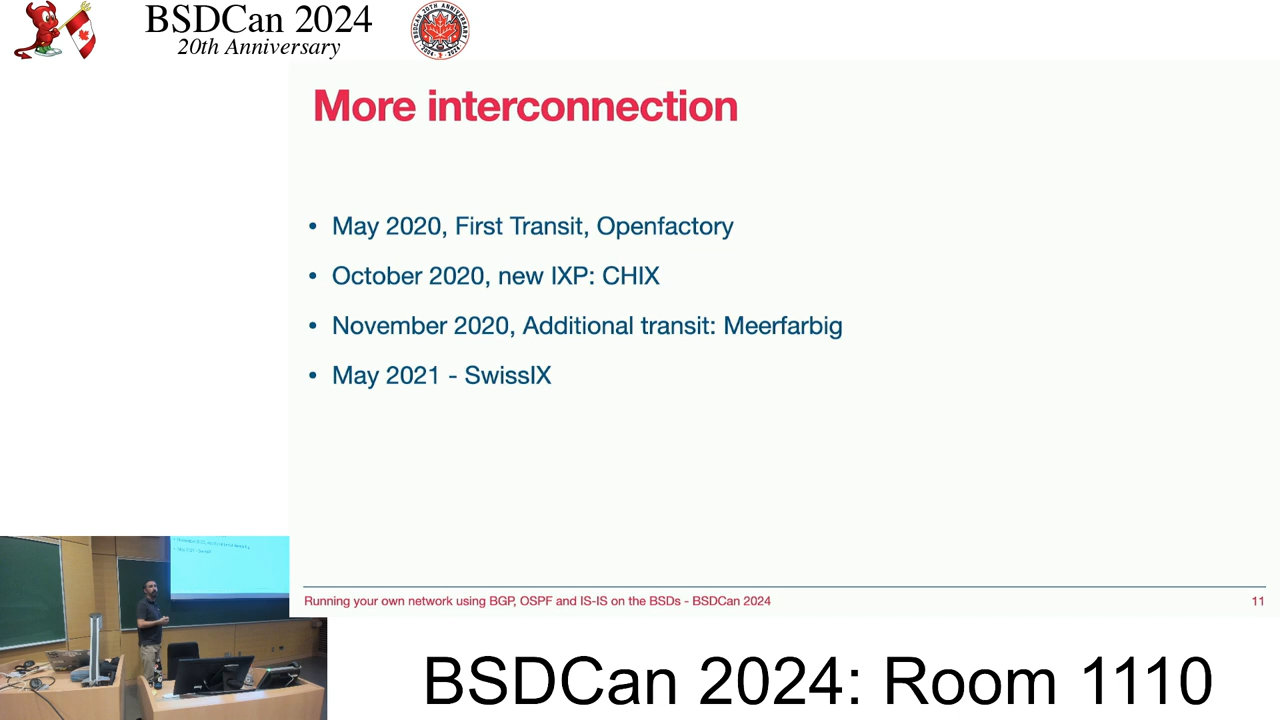 BSDCan 2024
20th Anniversary
More interconnection
• May 2020, First Transit, Openfactory
• October 2020, new IXP: CHIX
• November 2020, Additional transit: Meerfarbig
• May 2021 - SwissIX
Running your own network using BGP, OSPF and IS-IS on the BSDs - BSDCan 2024
11
BSDCan 2024: Room 1110